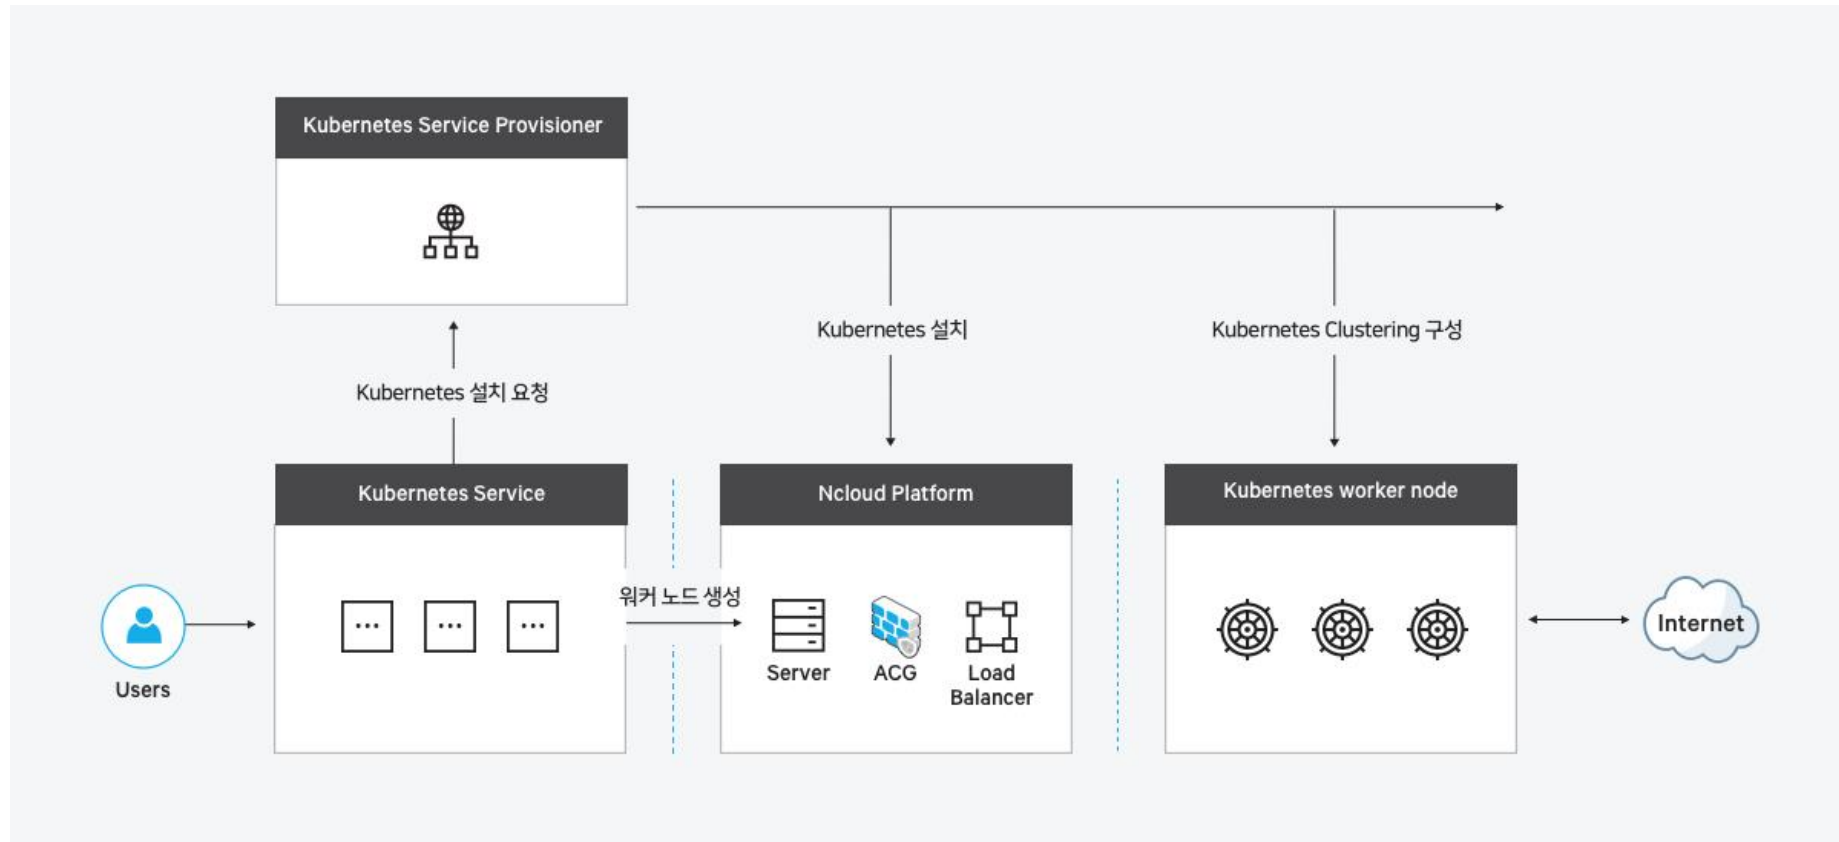 Kubernetes Service Provisioner
Kubernetes 설치
Kubernetes Clustering 구성
Kubernetes 설치 요청
Kubernetes Service
Ncloud Platform
Kubernetes worker node
워커 노드 생성
Users
Server
ACG
Load
Balancer
Internet